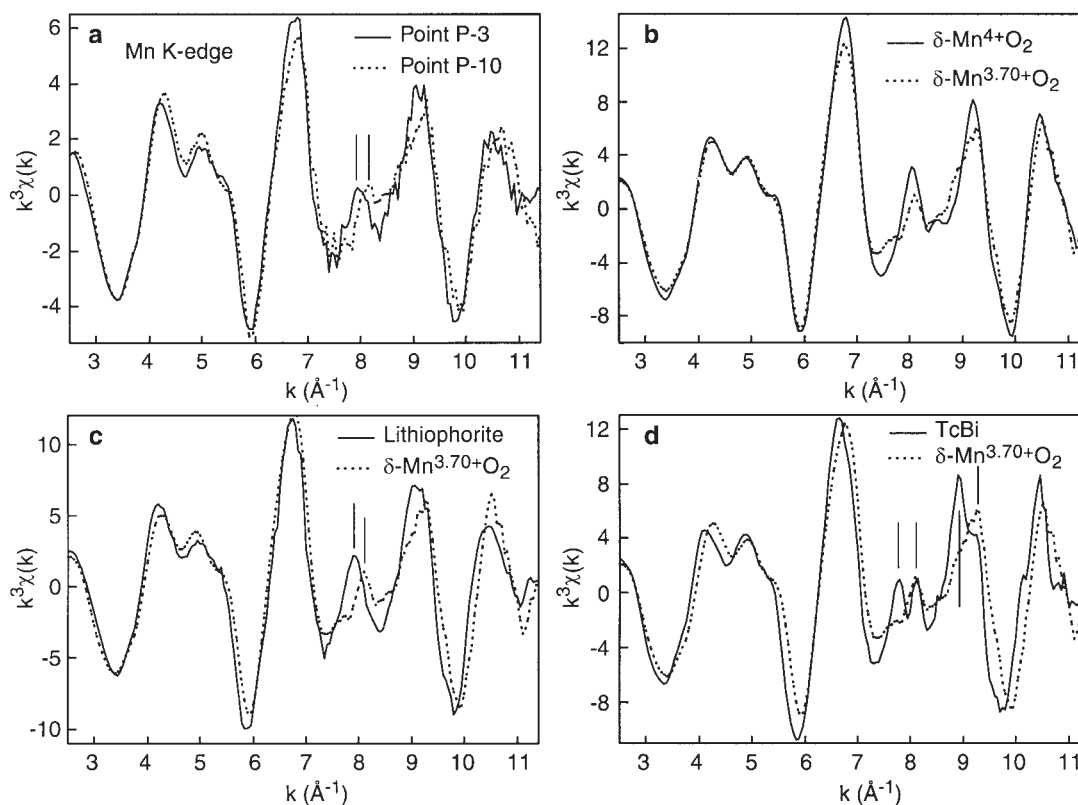 a
Mn K-edge
Point P-3
Point P-10
6
4
2
0
-2
-4
k³χ(k)
3 4 5 6 7 8 9 10 11
k (Å⁻¹)
b
δ-Mn⁴⁺O₂
δ-Mn³·⁷⁰⁺O₂
12
8
4
0
-4
-8
k³χ(k)
3 4 5 6 7 8 9 10 11
k (Å⁻¹)
c
Lithiophorite
δ-Mn³·⁷⁰⁺O₂
10
5
0
-5
-10
k³χ(k)
3 4 5 6 7 8 9 10 11
k (Å⁻¹)
d
TcBi
δ-Mn³·⁷⁰⁺O₂
12
8
4
0
-4
-8
k³χ(k)
3 4 5 6 7 8 9 10 11
k (Å⁻¹)